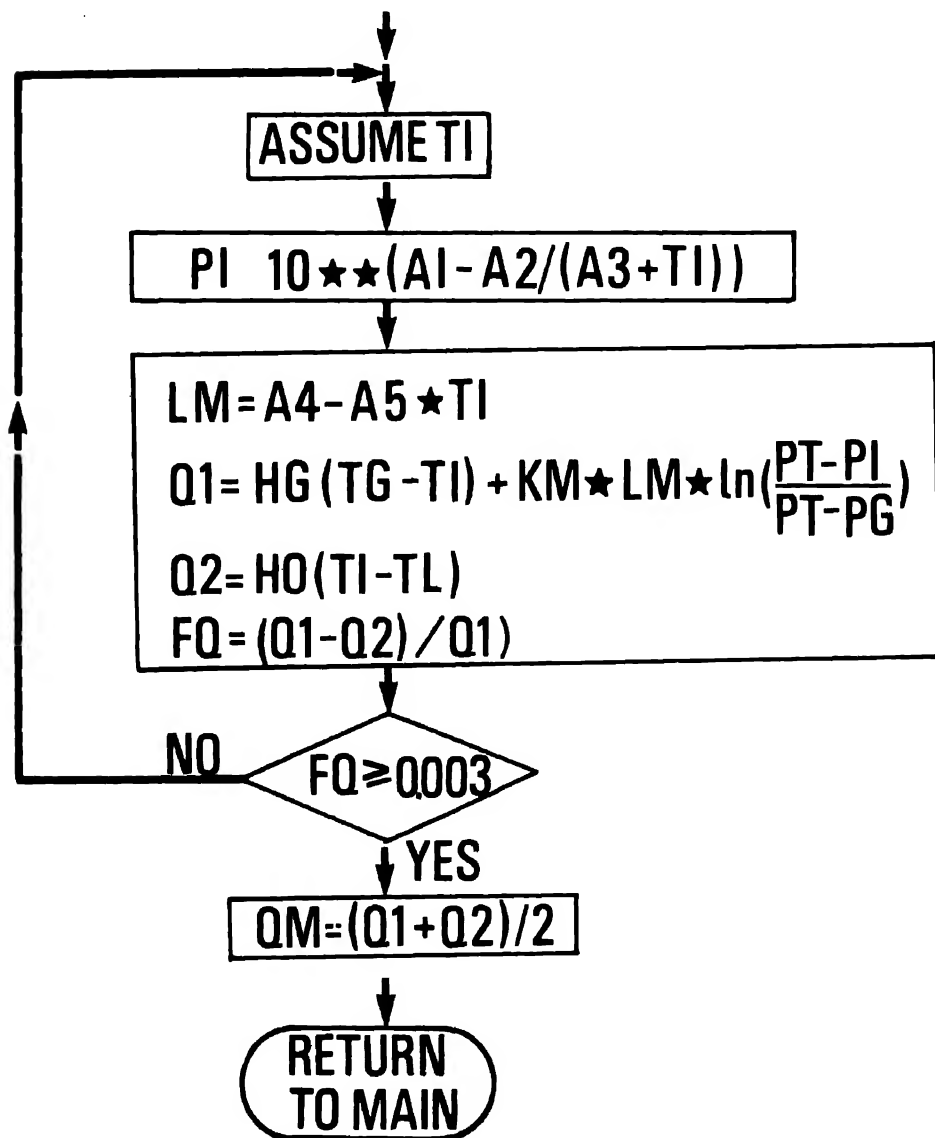 ASSUME TI
PI 10★★(A1-A2/(A3+TI))
LM=A4-A5★TI
Q1=HG(TG-TI)+KM★LM★ln(PT-PI/PT-PG)
Q2=HO(TI-TL)
FQ=(Q1-Q2)/Q1)
NO
FQ≥0.003
YES
QM=(Q1+Q2)/2
RETURN
TO MAIN